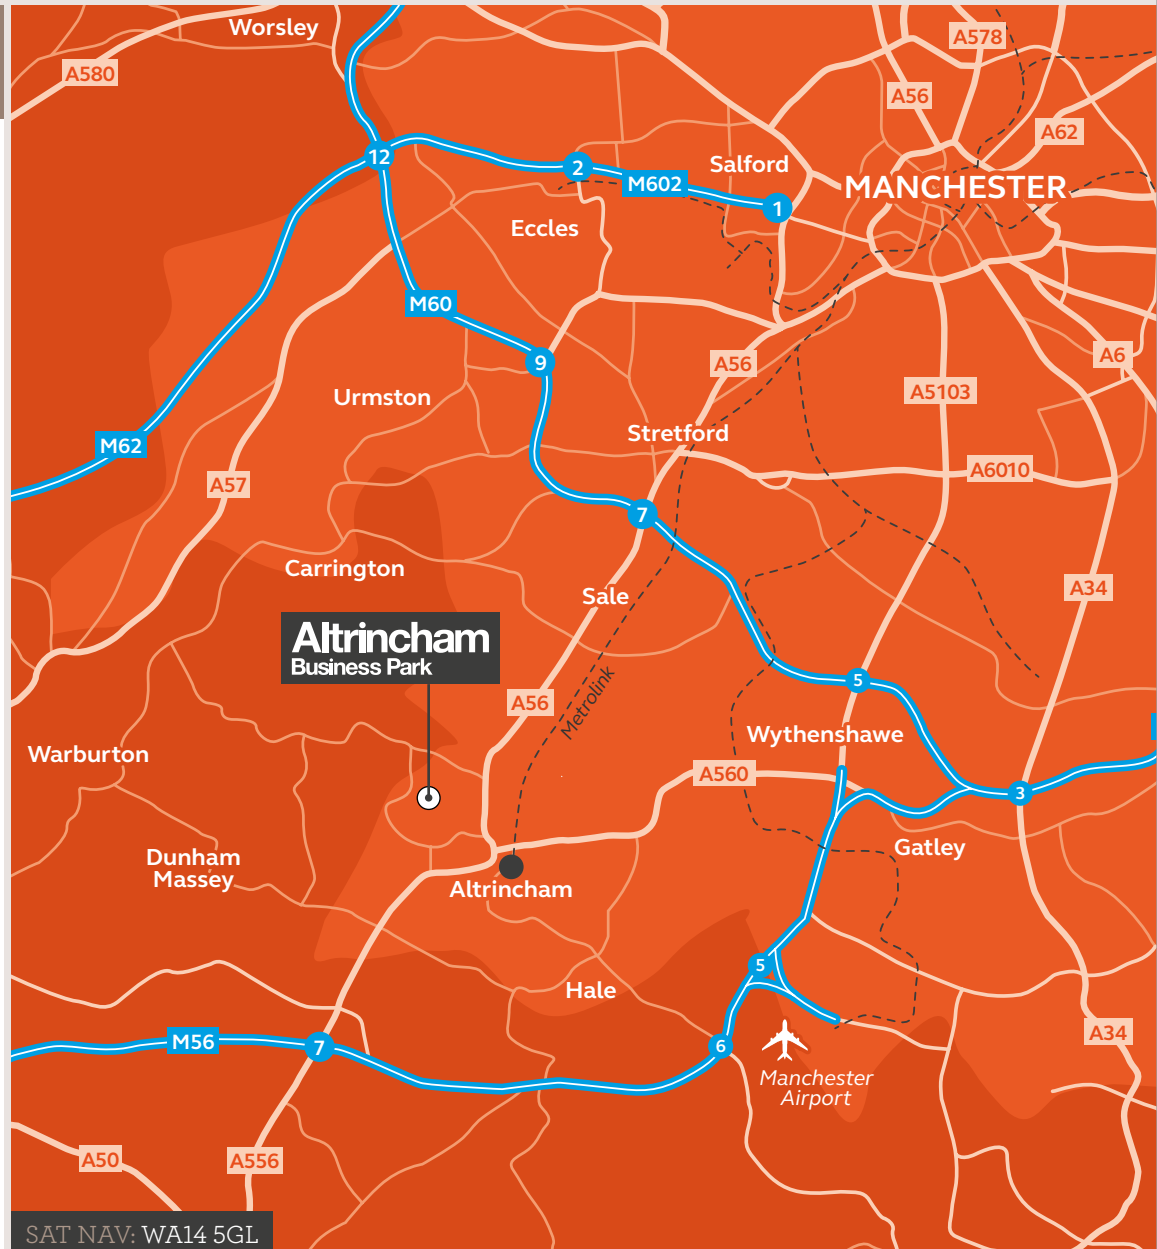 Worsley
A578
A580
A56
A62
12
2
Salford
M602
MANCHESTER
1
Eccles
M60
9
A56
A6
A5103
Urmston
Stretford
M62
A6010
A57
7
Carrington
A34
Sale
Altrincham
Business Park
Metrolink
5
A56
Wythenshawe
Warburton
A560
3
Gatley
Dunham
Massey
Altrincham
5
Hale
A34
M56
7
6
Manchester
Airport
A50
A556
SAT NAV: WA14 5GL